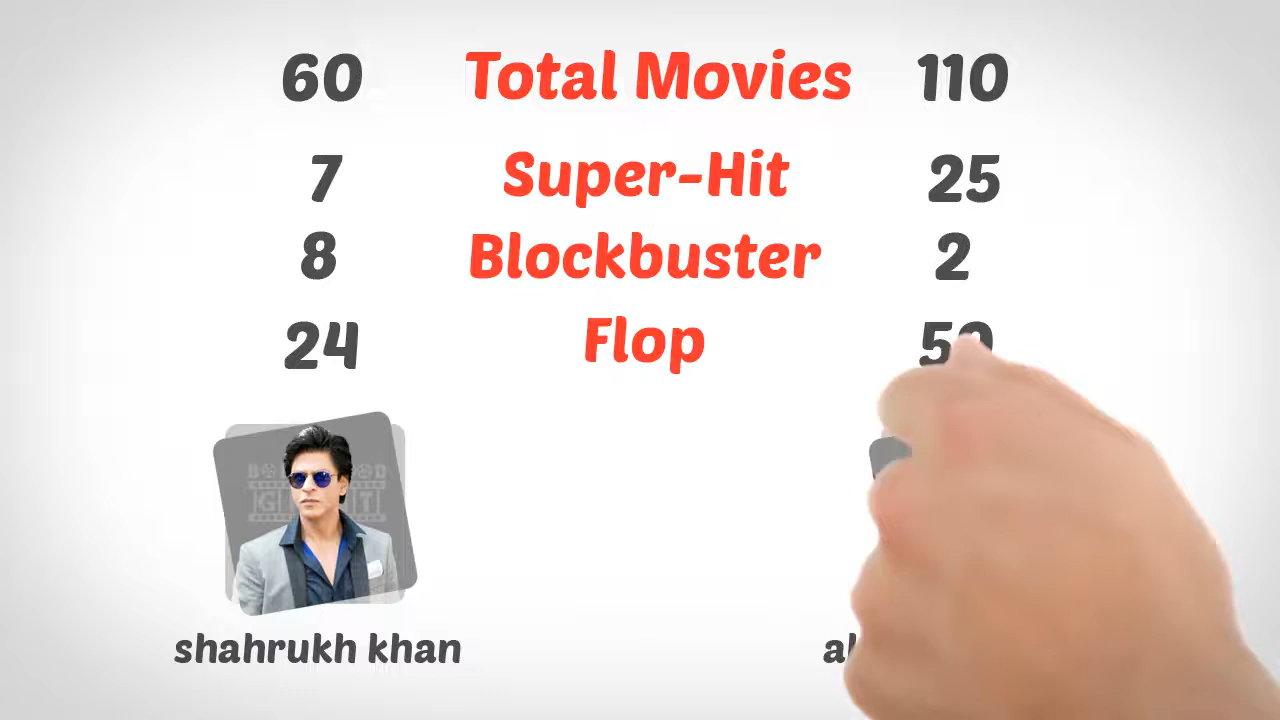 60 Total Movies 110
7 Super-Hit 25
8 Blockbuster 2
24 Flop
shahrukh khan